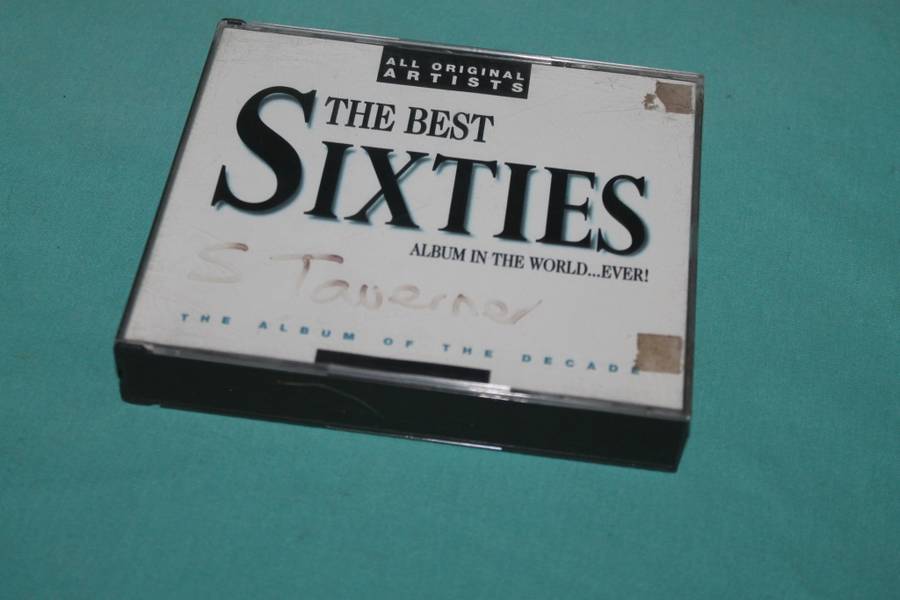 ALL ORIGINAL
ARTISTS
THE BEST
SIXTIES
ALBUM IN THE WORLD...EVER!
S Taverner
THE ALBUM OF THE DECADE